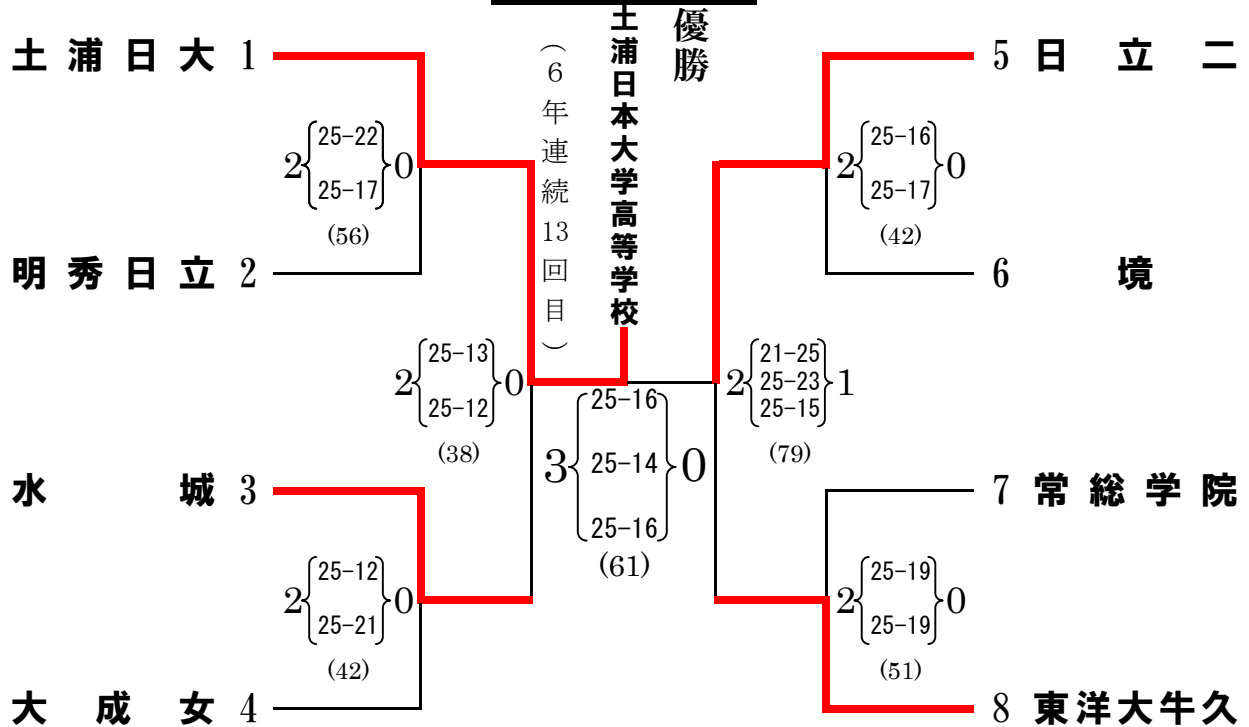 優勝
土浦日本大学高等学校
（6年連続13回目）
土浦日大 1
2 25-22 0
25-17
(56)
明秀日立 2
2 25-13 0
25-12
(38)
水城 3
2 25-12 0
25-21
(42)
大成女 4
3 25-16 0
25-14
25-16
(61)
5 日立二
2 25-16 0
25-17
(42)
6 境
2 21-25 1
25-23
25-15
(79)
7 常総学院
2 25-19 0
25-19
(51)
8 東洋大牛久